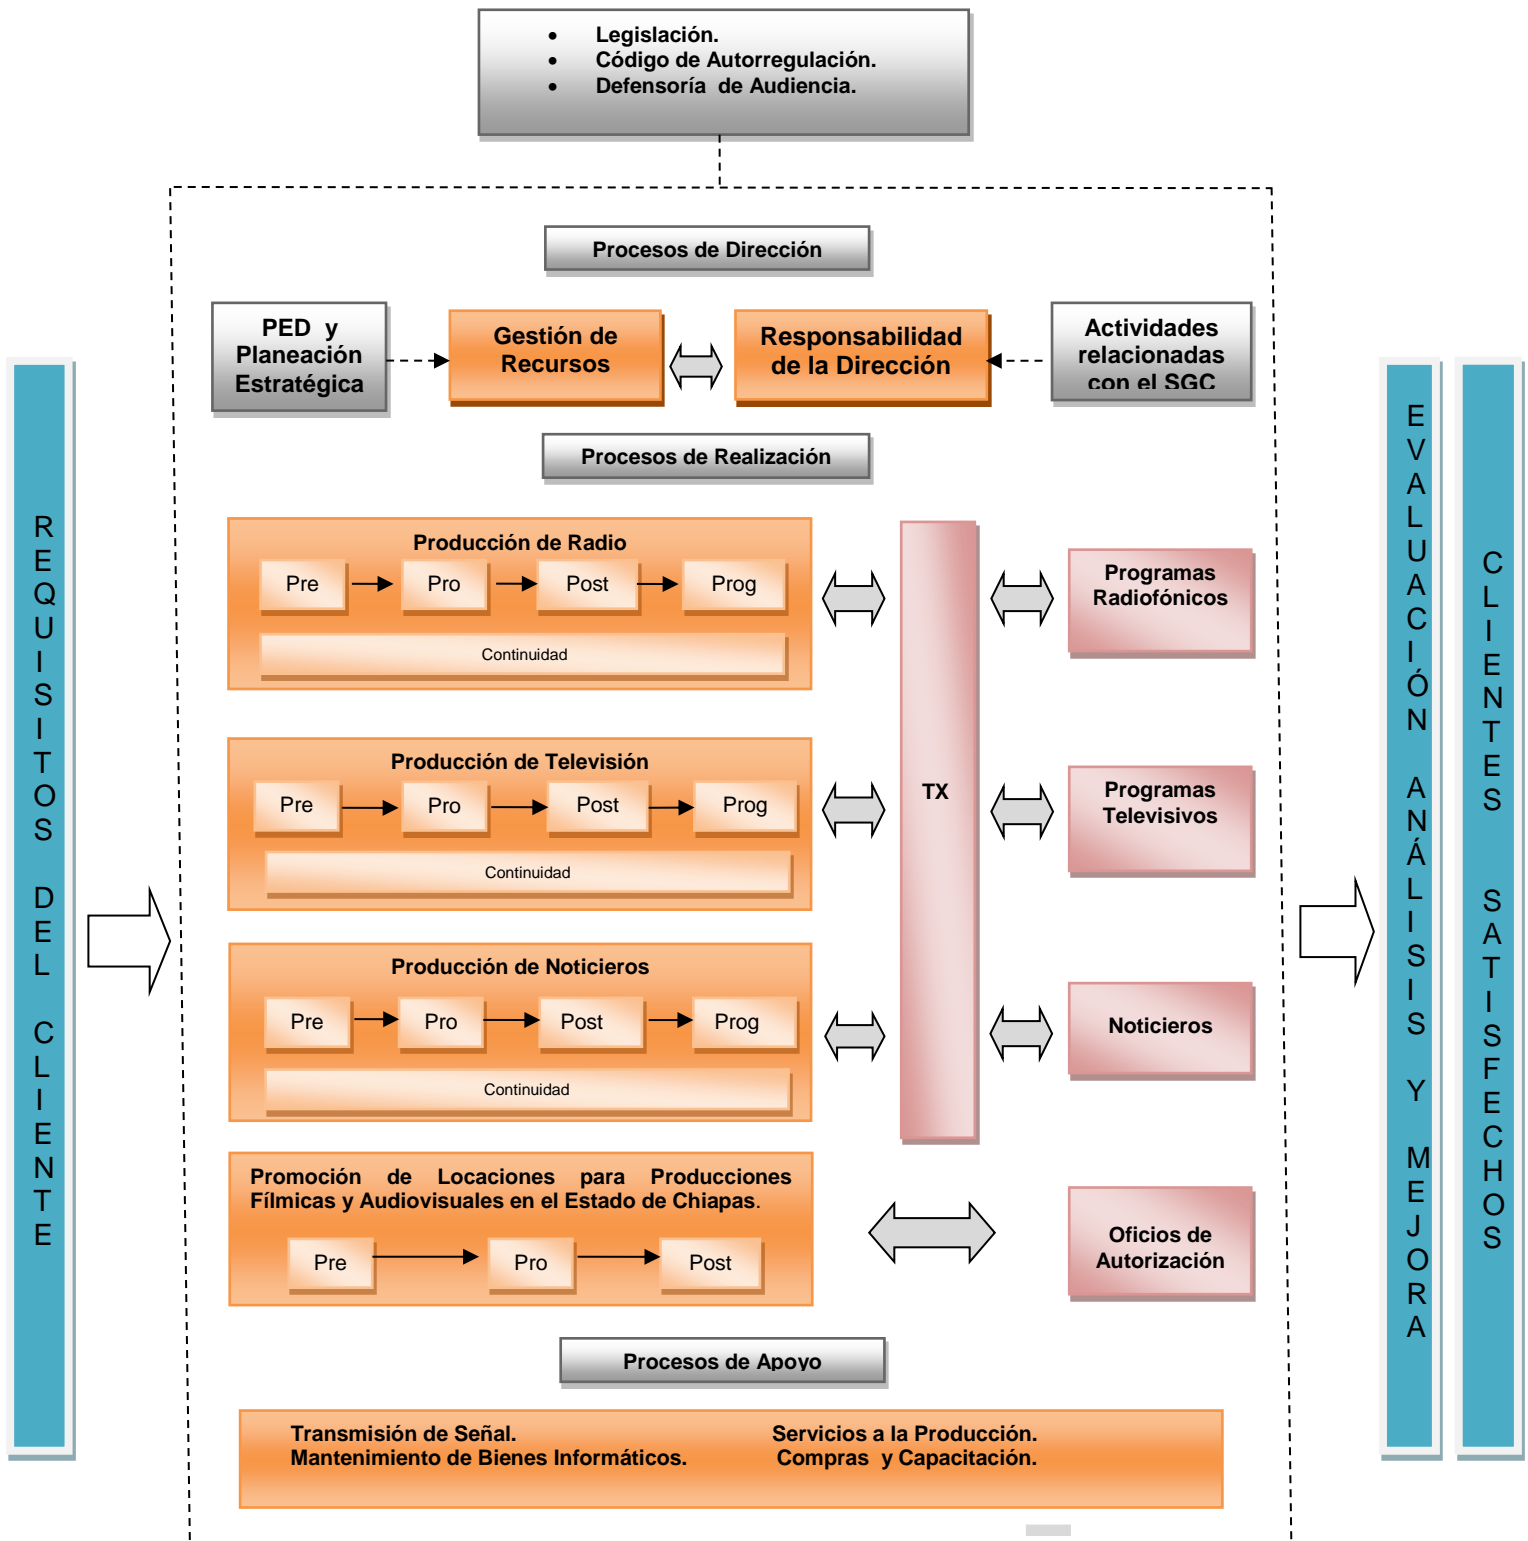 • Legislación.
• Código de Autorregulación.
• Defensoría de Audiencia.
Procesos de Dirección
PED y
Planeación
Estratégica
Gestión de
Recursos
Responsabilidad
de la Dirección
Actividades
relacionadas
con el SGC
Procesos de Realización
REQUISITOS DEL CLIENTE
Producción de Radio
Pre Pro Post Prog
Continuidad
Programas
Radiofónicos
Producción de Televisión
Pre Pro Post Prog
Continuidad
TX
Programas
Televisivos
Producción de Noticieros
Pre Pro Post Prog
Continuidad
Noticieros
Promoción de Locaciones para Producciones
Fílmicas y Audiovisuales en el Estado de Chiapas.
Pre Pro Post
Oficios de
Autorización
Procesos de Apoyo
Transmisión de Señal. Servicios a la Producción.
Mantenimiento de Bienes Informáticos. Compras y Capacitación.
EVALUACIÓN ANÁLISIS Y MEJORA
CLIENTES SATISFECHOS